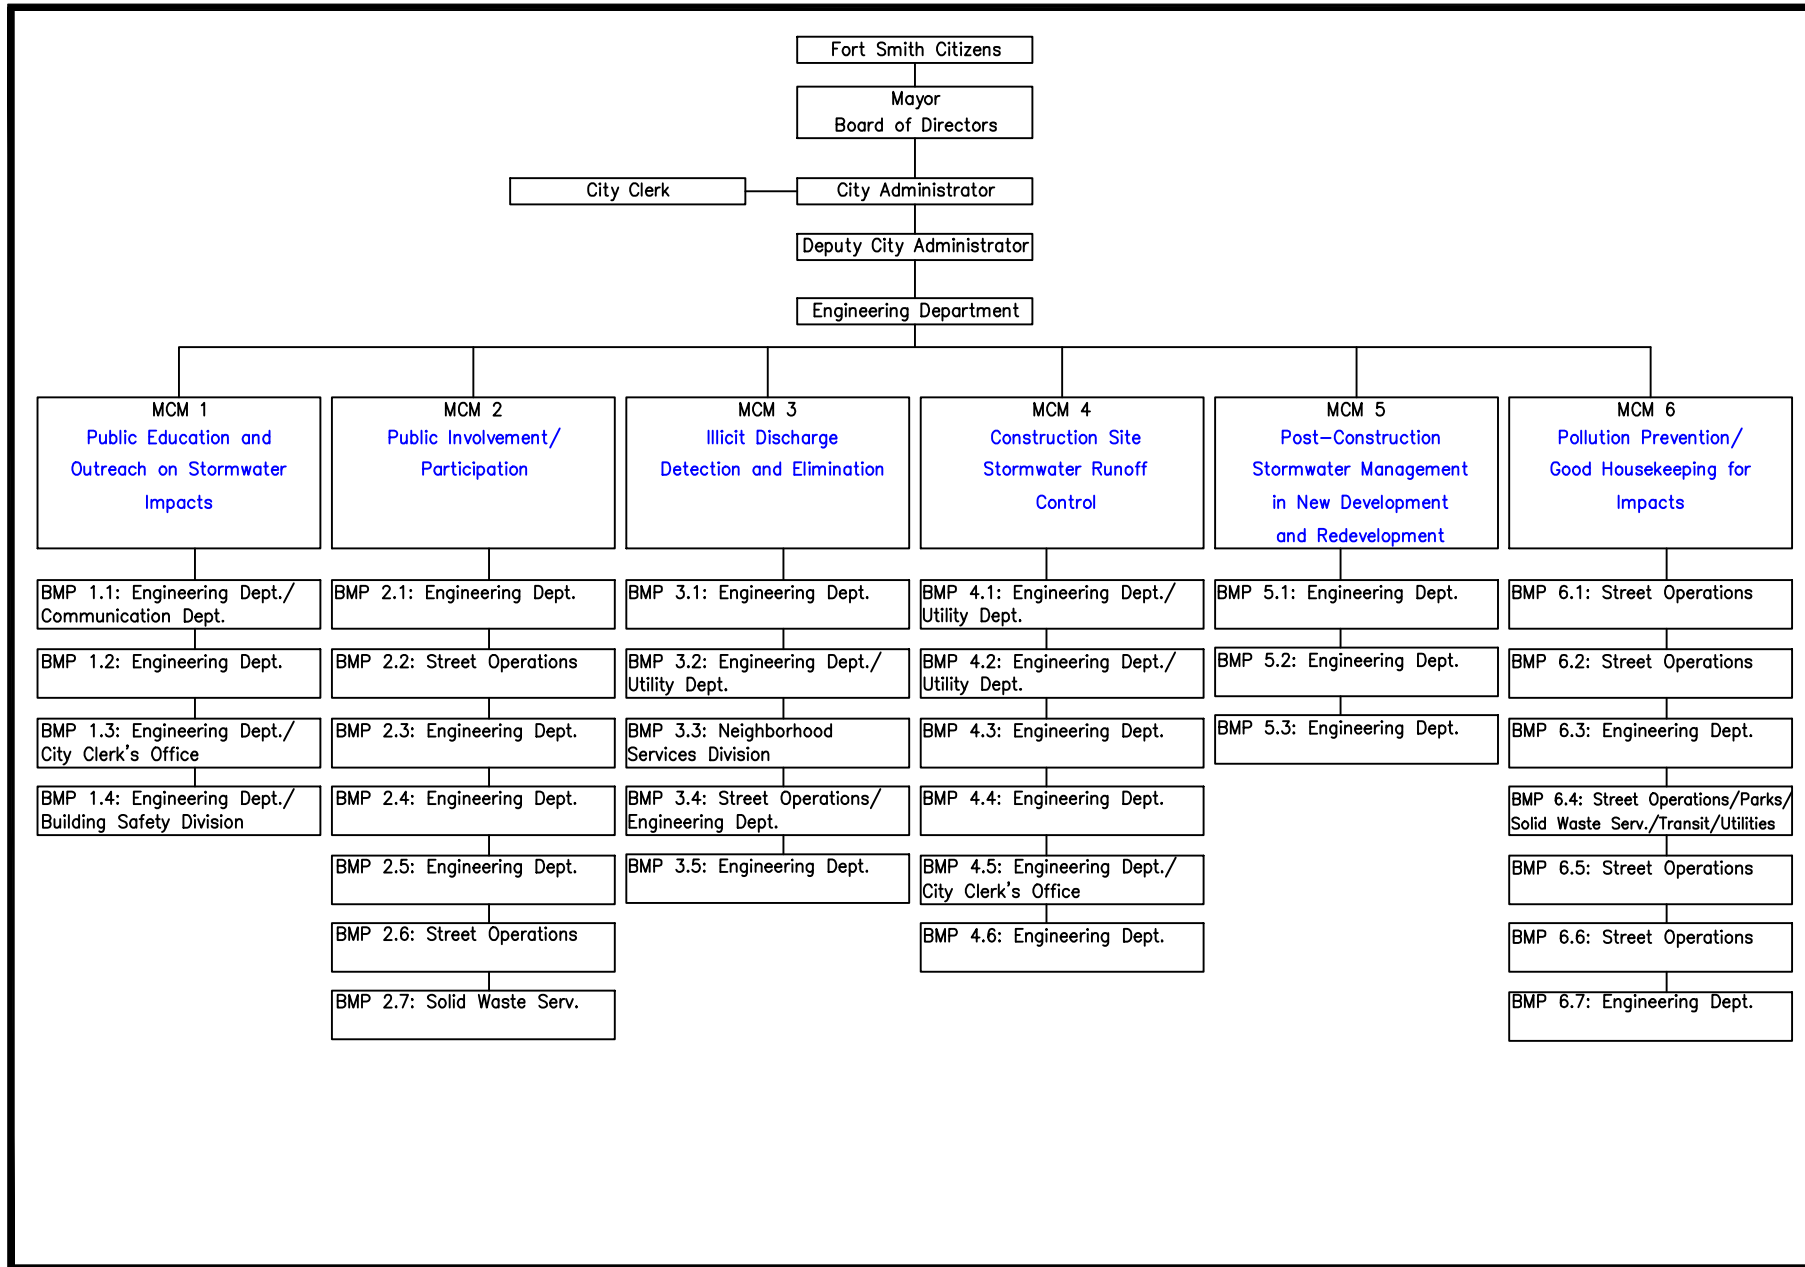 Fort Smith Citizens
Mayor
Board of Directors
City Clerk
City Administrator
Deputy City Administrator
Engineering Department
MCM 1
Public Education and
Outreach on Stormwater
Impacts
BMP 1.1: Engineering Dept./
Communication Dept.
BMP 1.2: Engineering Dept.
BMP 1.3: Engineering Dept./
City Clerk's Office
BMP 1.4: Engineering Dept./
Building Safety Division
MCM 2
Public Involvement/
Participation
BMP 2.1: Engineering Dept.
BMP 2.2: Street Operations
BMP 2.3: Engineering Dept.
BMP 2.4: Engineering Dept.
BMP 2.5: Engineering Dept.
BMP 2.6: Street Operations
BMP 2.7: Solid Waste Serv.
MCM 3
Illicit Discharge
Detection and Elimination
BMP 3.1: Engineering Dept.
BMP 3.2: Engineering Dept./
Utility Dept.
BMP 3.3: Neighborhood
Services Division
BMP 3.4: Street Operations/
Engineering Dept.
BMP 3.5: Engineering Dept.
MCM 4
Construction Site
Stormwater Runoff
Control
BMP 4.1: Engineering Dept./
Utility Dept.
BMP 4.2: Engineering Dept./
Utility Dept.
BMP 4.3: Engineering Dept.
BMP 4.4: Engineering Dept.
BMP 4.5: Engineering Dept./
City Clerk's Office
BMP 4.6: Engineering Dept.
MCM 5
Post-Construction
Stormwater Management
in New Development
and Redevelopment
BMP 5.1: Engineering Dept.
BMP 5.2: Engineering Dept.
BMP 5.3: Engineering Dept.
MCM 6
Pollution Prevention/
Good Housekeeping for
Impacts
BMP 6.1: Street Operations
BMP 6.2: Street Operations
BMP 6.3: Engineering Dept.
BMP 6.4: Street Operations/Parks/
Solid Waste Serv./Transit/Utilities
BMP 6.5: Street Operations
BMP 6.6: Street Operations
BMP 6.7: Engineering Dept.